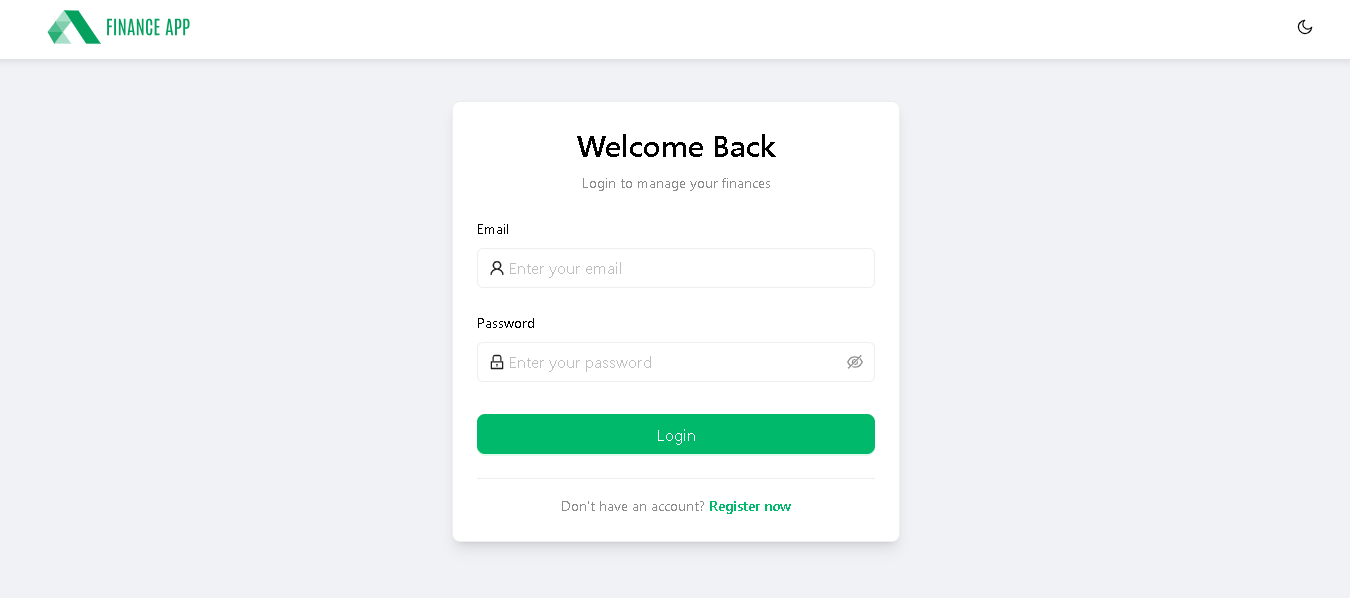 FINANCE APP
Welcome Back
Login to manage your finances
Email
Enter your email
Password
Enter your password
Login
Don't have an account? Register now